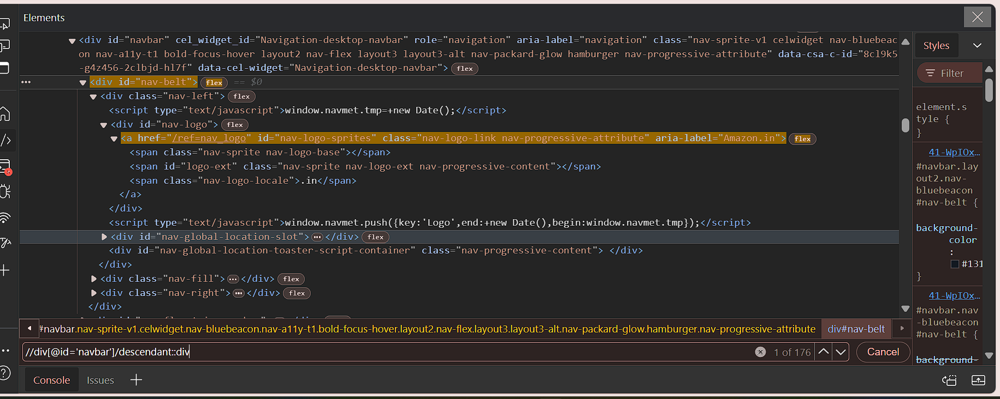 Elements
<div id="navbar" cel_widget_id="Navigation-desktop-navbar" role="navigation" aria-label="navigation" class="nav-sprite-v1 celwidget nav-bluebeac
on nav-a11y-t1 bold-focus-hover layout2 nav-flex layout3 layout3-alt nav-packard-glow hamburger nav-progressive-attribute" data-csa-c-id="8cl9k5
-g4z456-2clbjd-hl7f" data-cel-widget="Navigation-desktop-navbar"> flex
<div id="nav-belt"> flex == $0
<div class="nav-left"> flex
<script type="text/javascript">window.navmet.tmp=+new Date();</script>
<div id="nav-logo"> flex
<a href="/ref=nav_logo" id="nav-logo-sprites" class="nav-logo-link nav-progressive-attribute" aria-label="Amazon.in"> flex
<span class="nav-sprite nav-logo-base"></span>
<span id="logo-ext" class="nav-sprite nav-logo-ext nav-progressive-content"></span>
<span class="nav-logo-locale">.in</span>
</a>
</div>
<script type="text/javascript">window.navmet.push({key:'Logo',end:+new Date(),begin:window.navmet.tmp});</script>
<div id="nav-global-location-slot"> … </div> flex
<div id="nav-global-location-toaster-script-container" class="nav-progressive-content"> </div>
</div>
<div class="nav-fill"> … </div> flex
<div class="nav-right"> … </div> flex
</div>
#navbar.nav-sprite-v1.celwidget.nav-bluebeacon.nav-a11y-t1.bold-focus-hover.layout2.nav-flex.layout3.layout3-alt.nav-packard-glow.hamburger.nav-progressive-attribute div#nav-belt
//div[@id='navbar']/descendant::div 1 of 176 Cancel
Console Issues
Styles
Filter
element.s
tyle {
}
41-WpIOx…
#navbar.lay
out2.nav-
bluebeacon
#nav-belt {
background-
color
:
#131
}
41-WpIOx…
#navbar.nav
-bluebeacon
#nav-belt {
background-